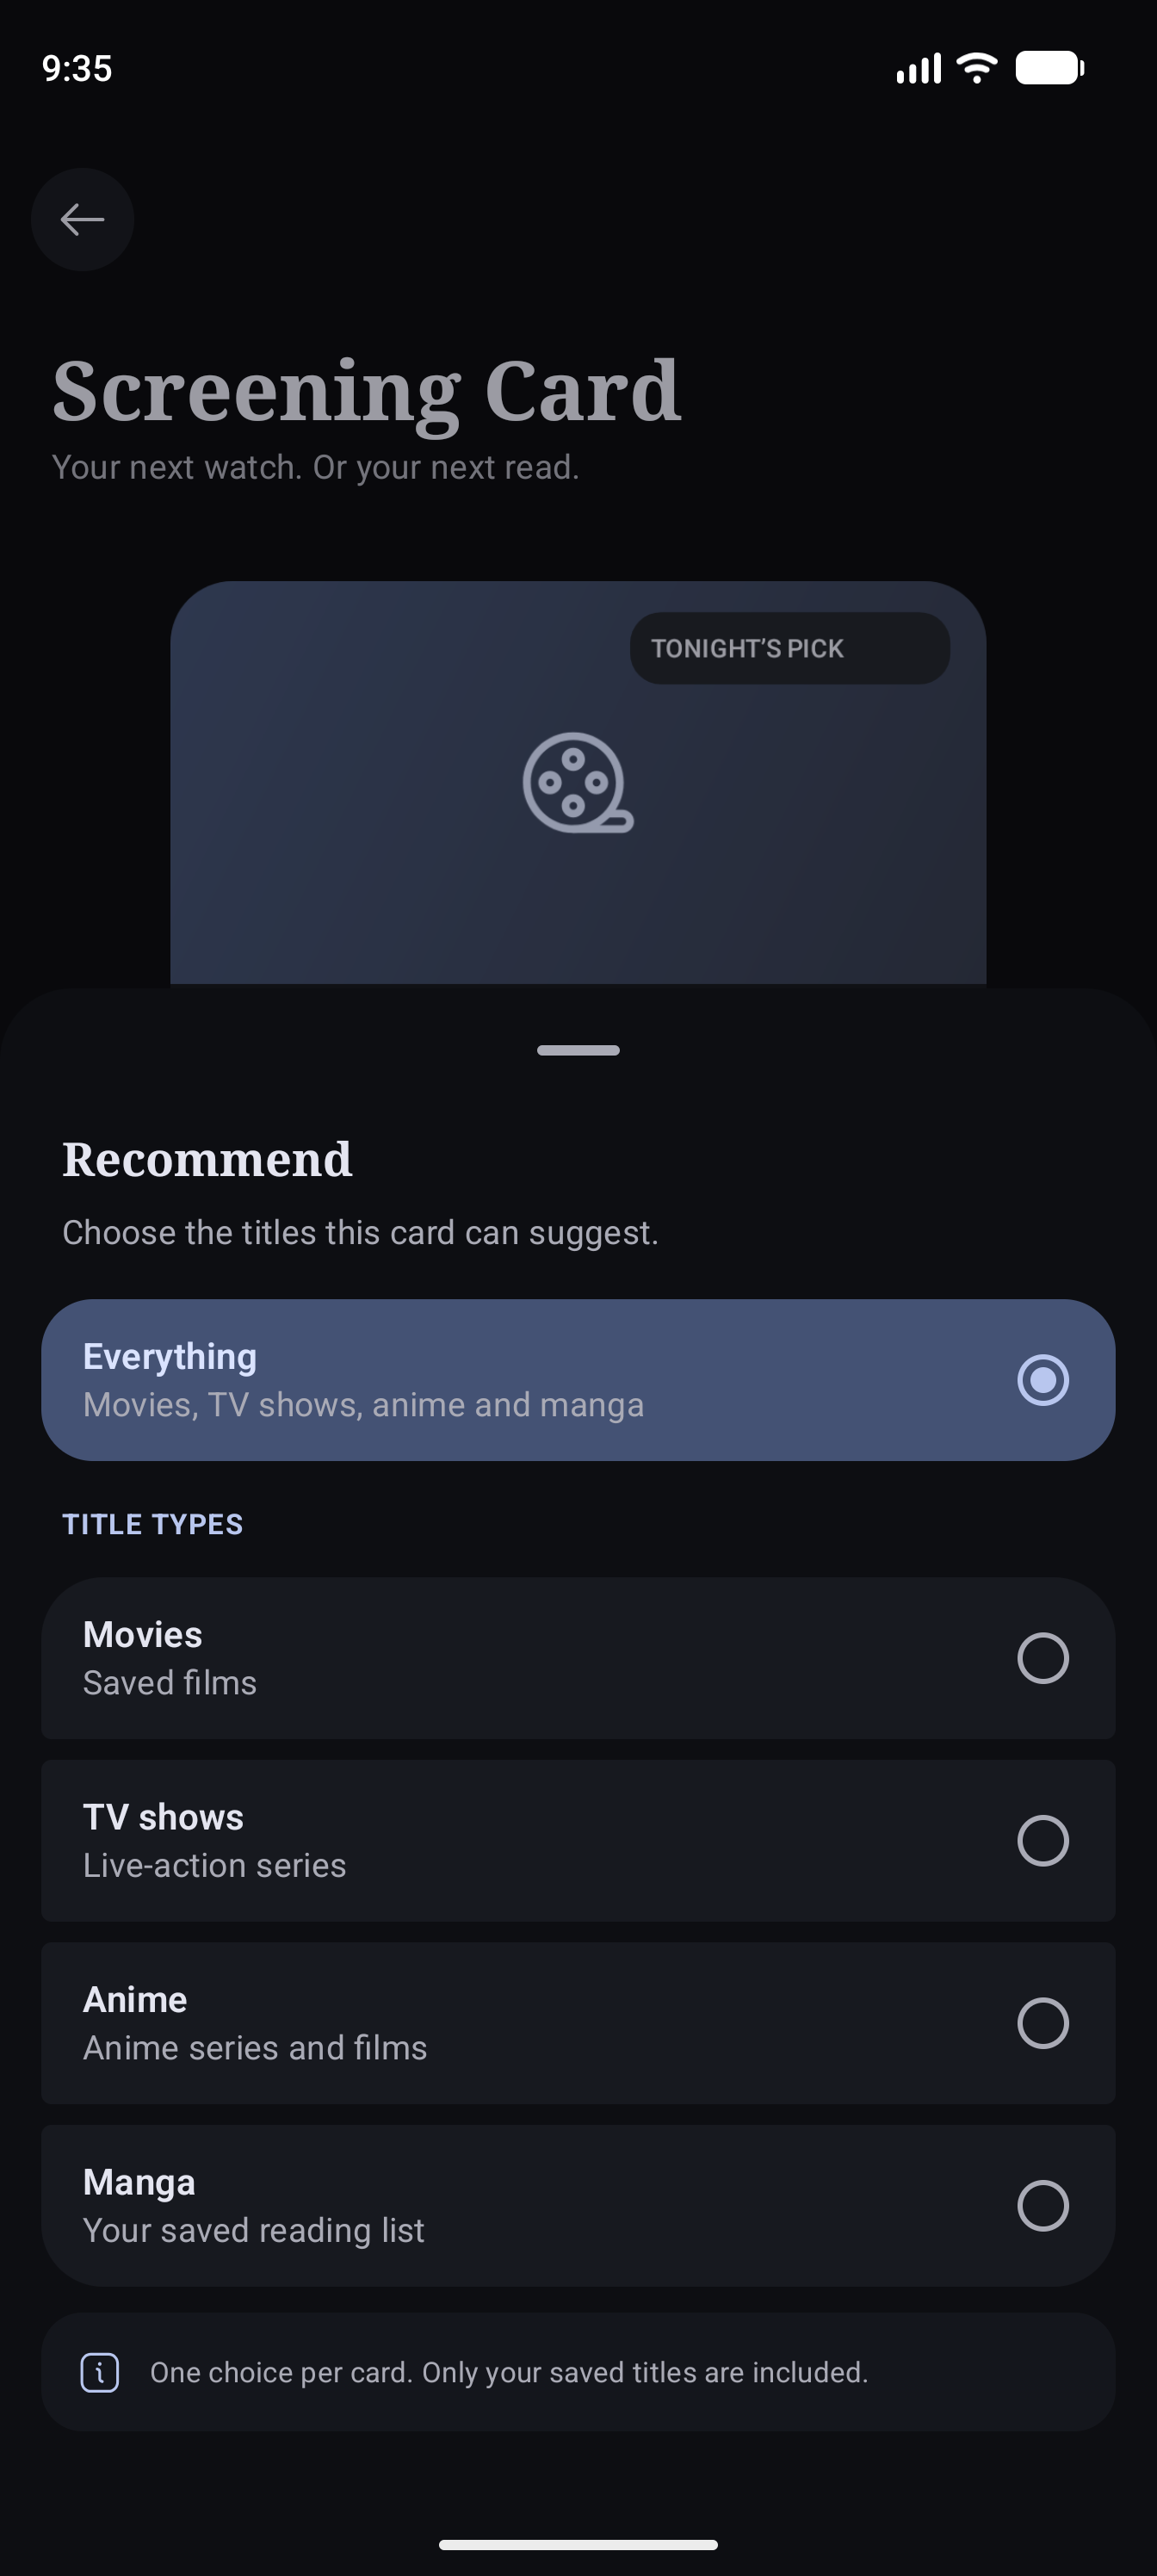 9:35
Screening Card
Your next watch. Or your next read.
TONIGHT’S PICK
Recommend
Choose the titles this card can suggest.
Everything
Movies, TV shows, anime and manga
TITLE TYPES
Movies
Saved films
TV shows
Live-action series
Anime
Anime series and films
Manga
Your saved reading list
One choice per card. Only your saved titles are included.